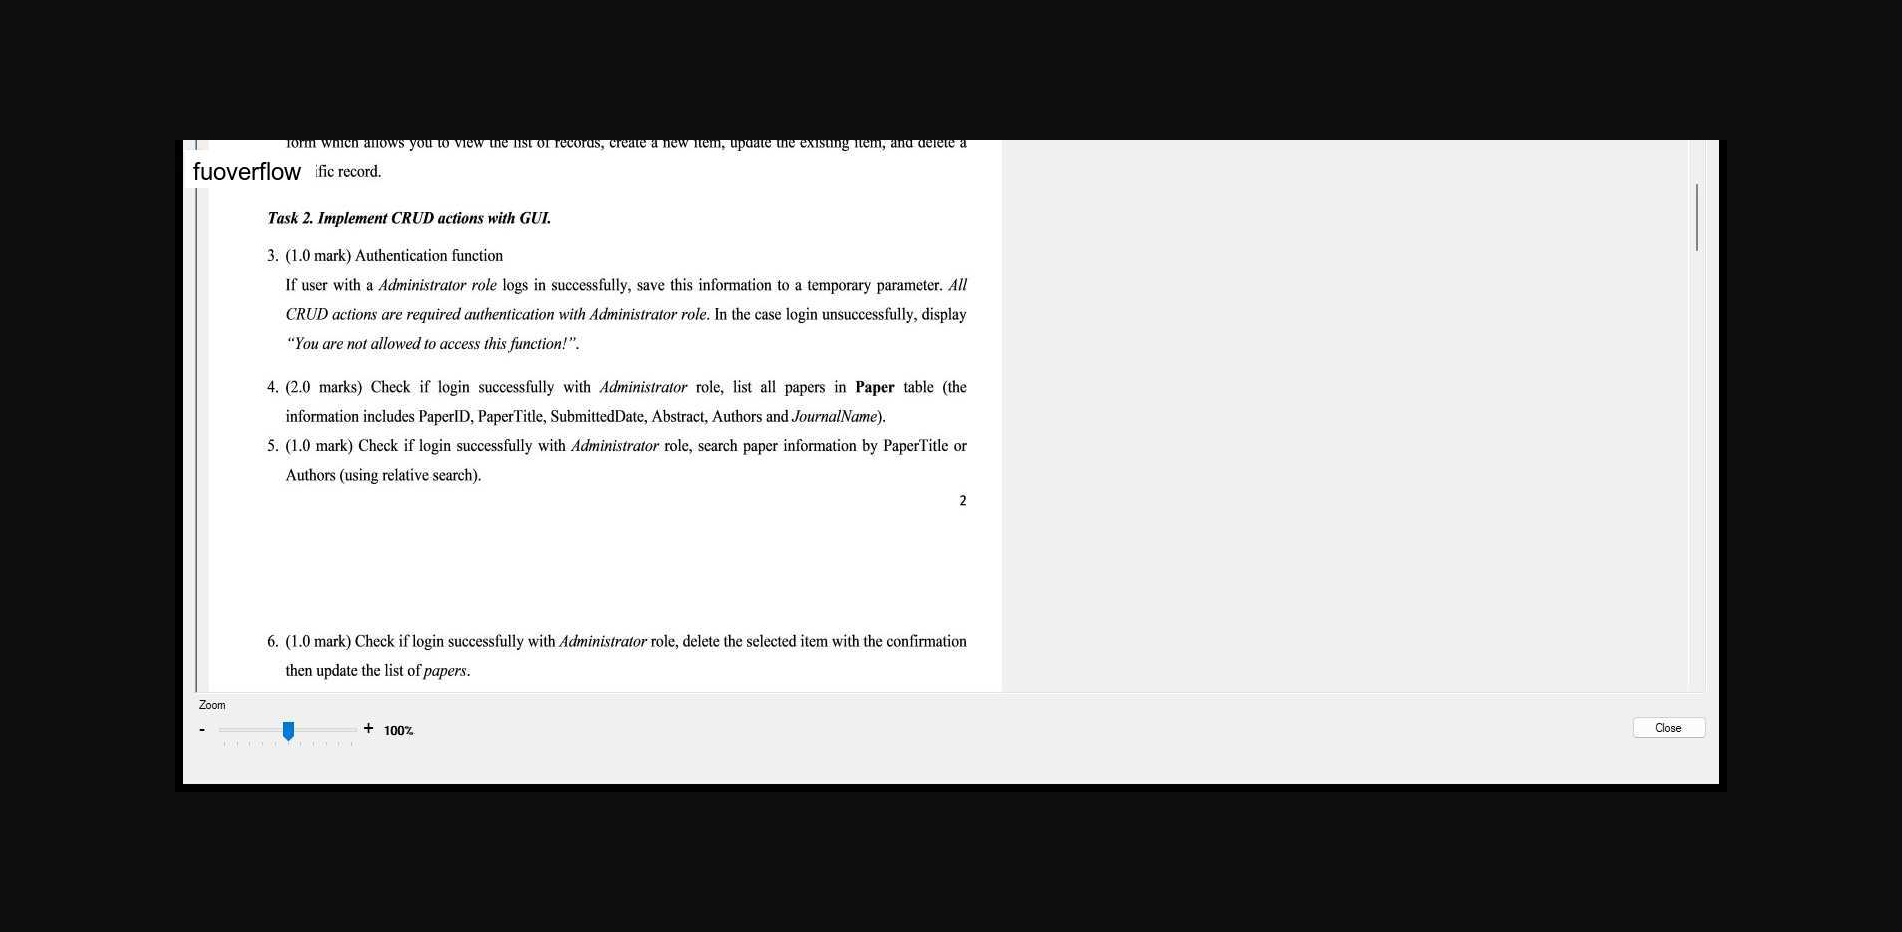 form which allows you to view the list of records, create a new item, update the existing item, and delete a
fuoverflow ific record.
Task 2. Implement CRUD actions with GUI.
3. (1.0 mark) Authentication function
If user with a Administrator role logs in successfully, save this information to a temporary parameter. All
CRUD actions are required authentication with Administrator role. In the case login unsuccessfully, display
“You are not allowed to access this function!”.
4. (2.0 marks) Check if login successfully with Administrator role, list all papers in Paper table (the
information includes PaperID, PaperTitle, SubmittedDate, Abstract, Authors and JournalName).
5. (1.0 mark) Check if login successfully with Administrator role, search paper information by PaperTitle or
Authors (using relative search).
2
6. (1.0 mark) Check if login successfully with Administrator role, delete the selected item with the confirmation
then update the list of papers.
Zoom
- + 100%
Close